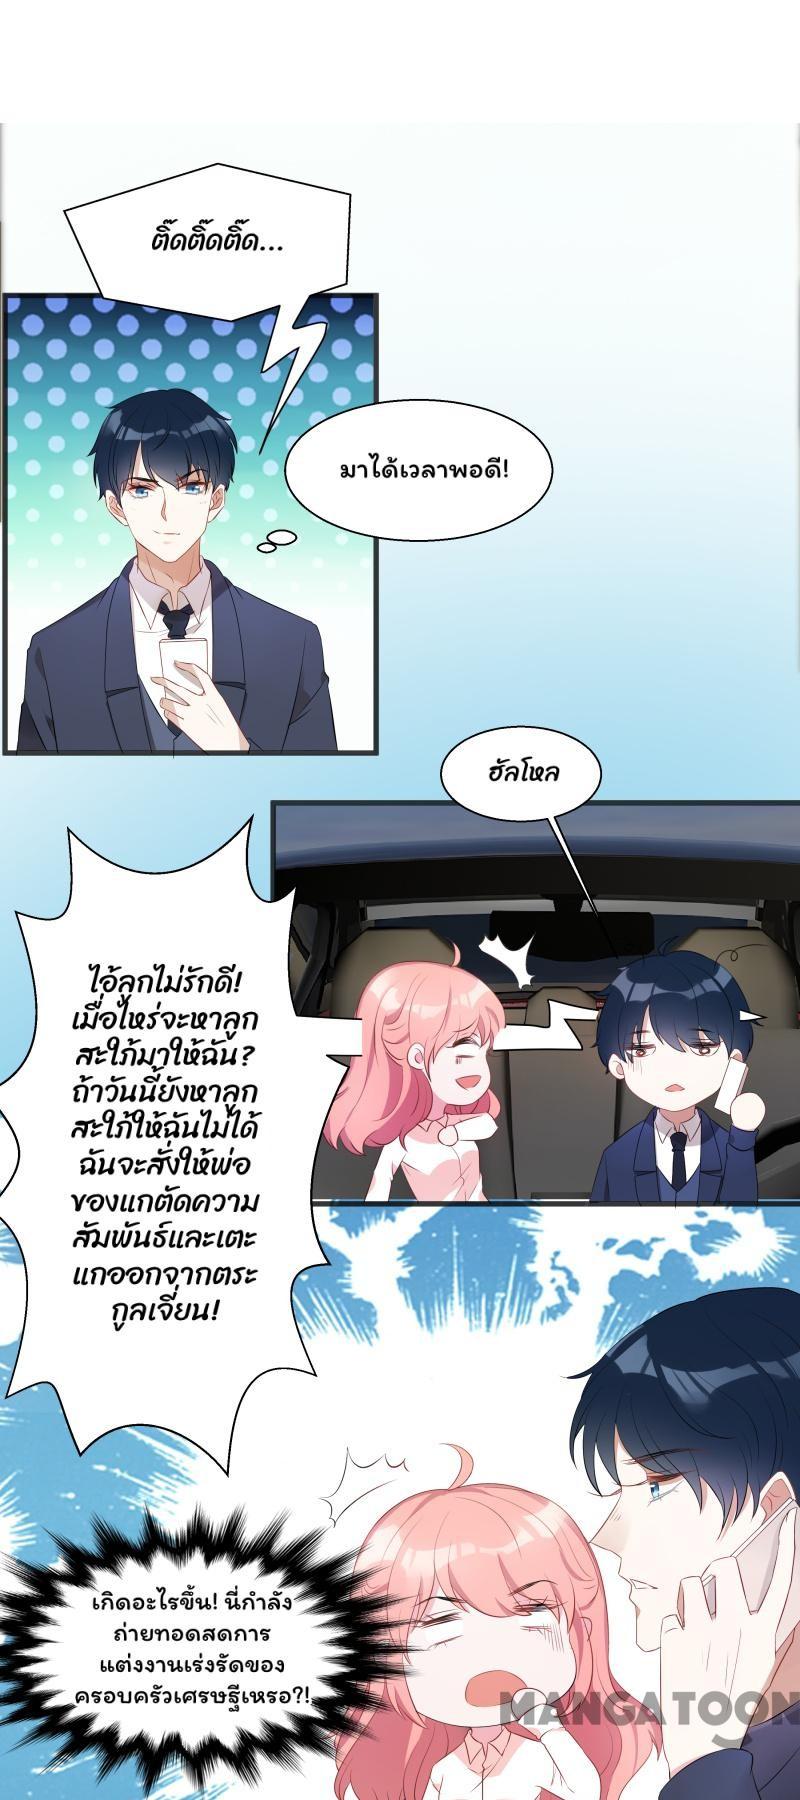 ติ๊ดติ๊ดติ๊ด...
มาได้เวลาพอดี!
ฮัลโหล
ไอ้ลูกไม่รักดี!
เมื่อไหร่จะหาลูก
สะใภ้มาให้ฉัน?
ถ้าวันนี้ยังหาลูก
สะใภ้ให้ฉันไม่ได้
ฉันจะสั่งให้พ่อ
ของแกตัดความ
สัมพันธ์และเตะ
แกออกจากตระ
กูลเจี่ยน!
เกิดอะไรขึ้น! นี่กำลัง
ถ่ายทอดสดการ
แต่งงานเร่งรัดของ
ครอบครัวเศรษฐีเหรอ?!
MANGATOON